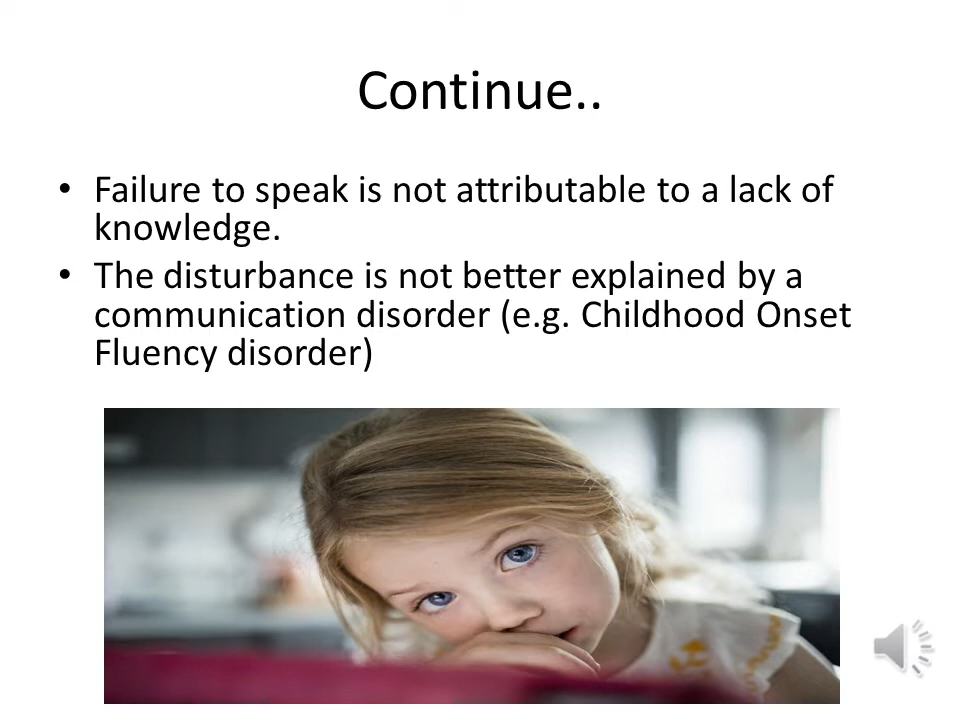 Continue..
• Failure to speak is not attributable to a lack of
knowledge.
• The disturbance is not better explained by a
communication disorder (e.g. Childhood Onset
Fluency disorder)